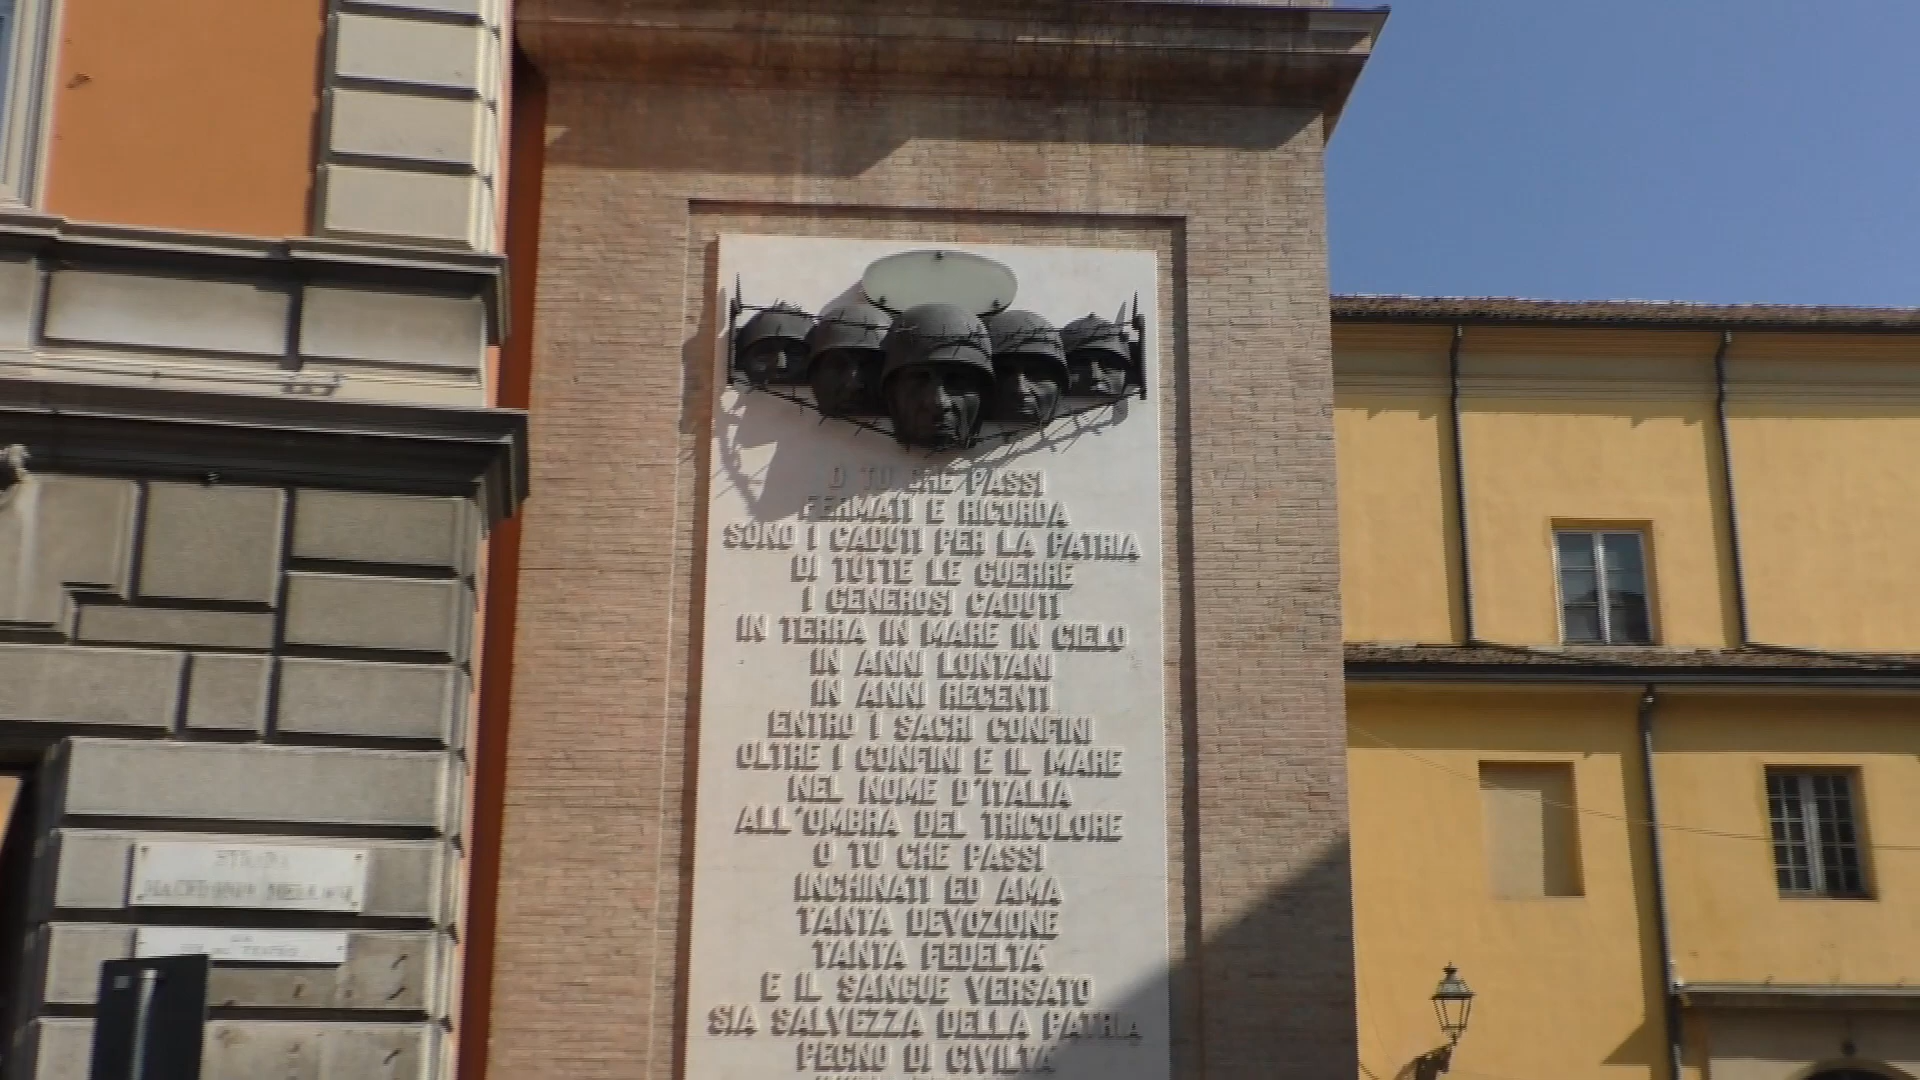 O TU CHE PASSI
FERMATI E RICORDA
SONO I CADUTI PER LA PATRIA
DI TUTTE LE GUERRE
I GENEROSI CADUTI
IN TERRA IN MARE IN CIELO
IN ANNI LONTANI
IN ANNI RECENTI
ENTRO I SACRI CONFINI
OLTRE I CONFINI E IL MARE
NEL NOME D'ITALIA
ALL'OMBRA DEL TRICOLORE
O TU CHE PASSI
INCHINATI ED AMA
TANTA DEVOZIONE
TANTA FEDELTA'
E IL SANGUE VERSATO
SIA SALVEZZA DELLA PATRIA
PEGNO DI CIVILTA'
STRADA
MACEDONIO MELLONI